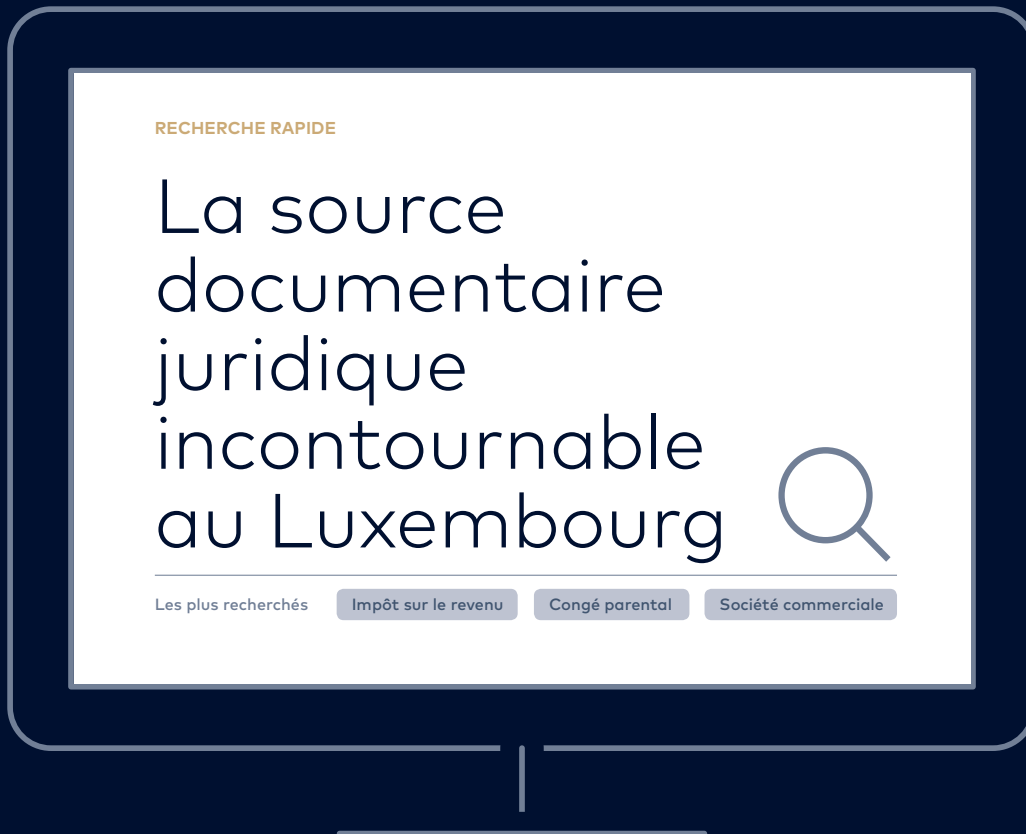 RECHERCHE RAPIDE
La source
documentaire
juridique
incontournable
au Luxembourg
Les plus recherchés Impôt sur le revenu Congé parental Société commerciale